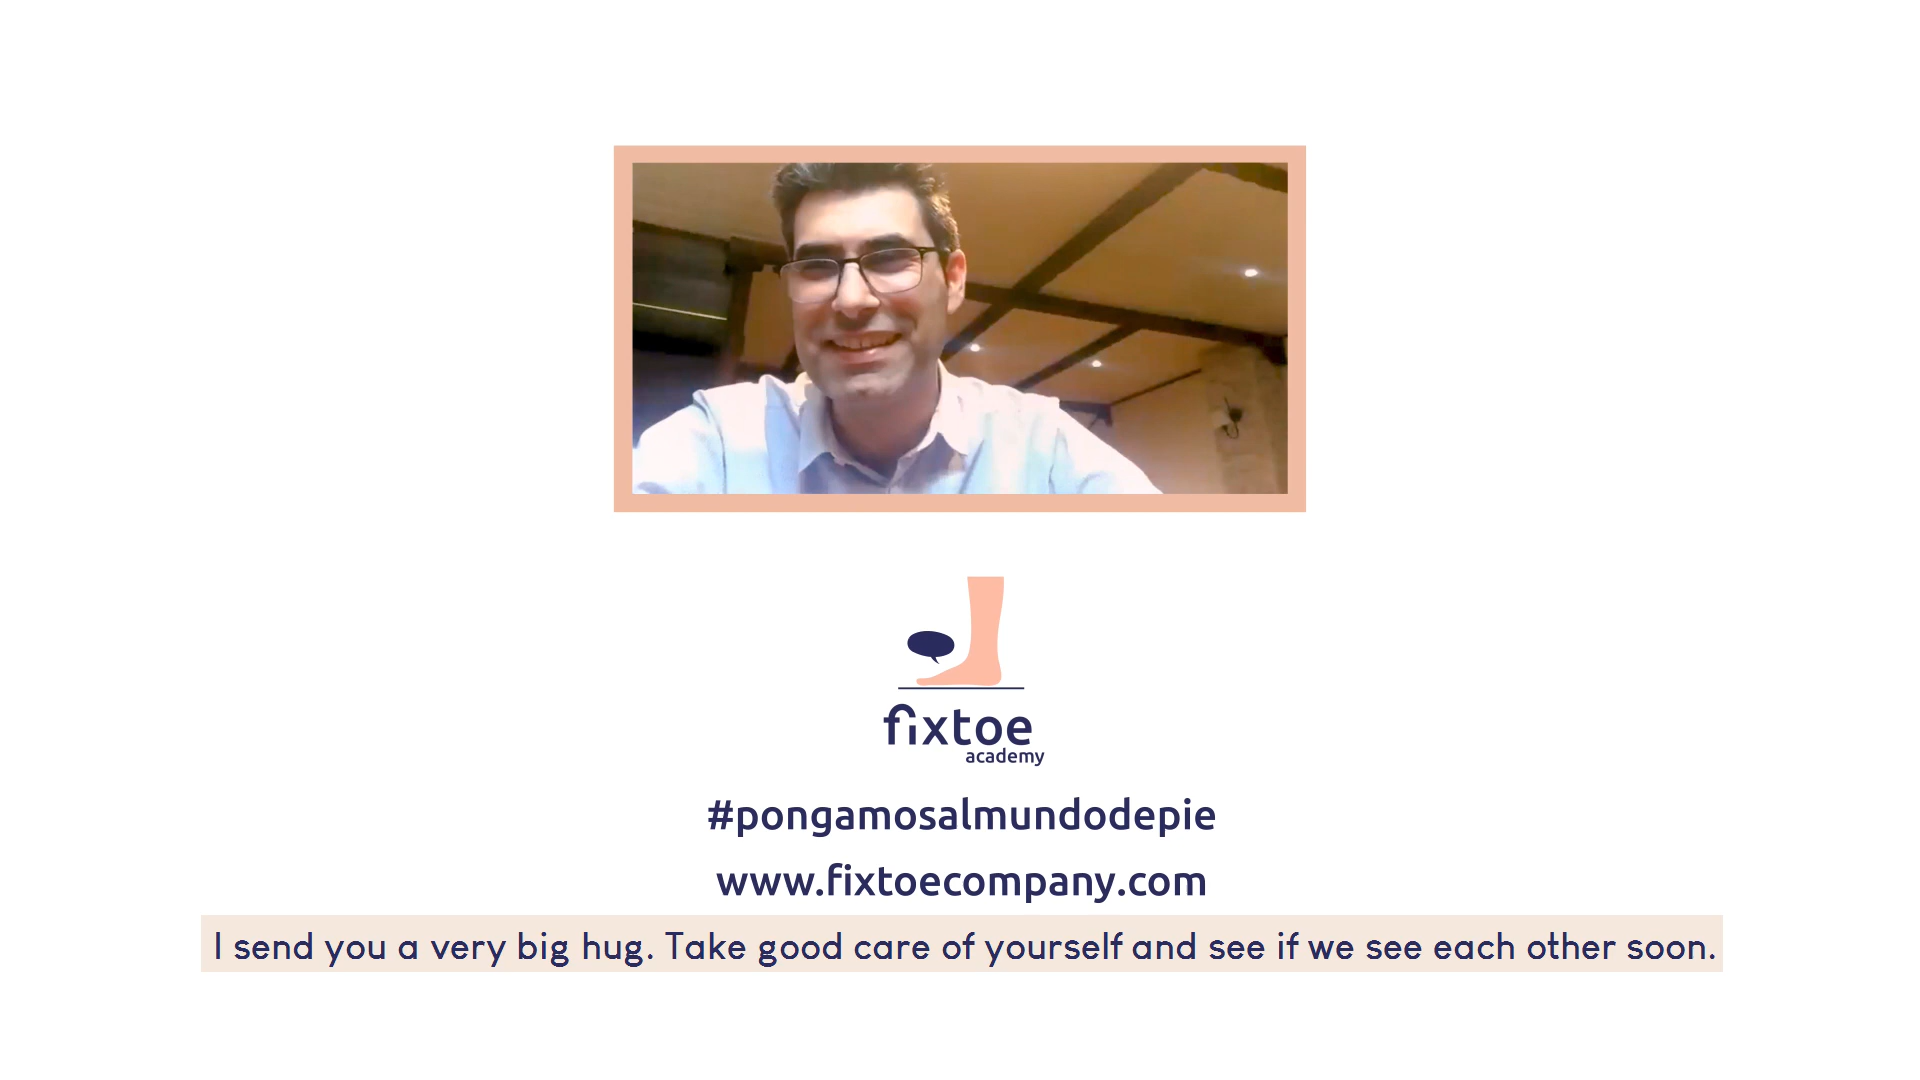 fixtoe
academy
#pongamosalmundodepie
www.fixtoecompany.com
I send you a very big hug. Take good care of yourself and see if we see each other soon.